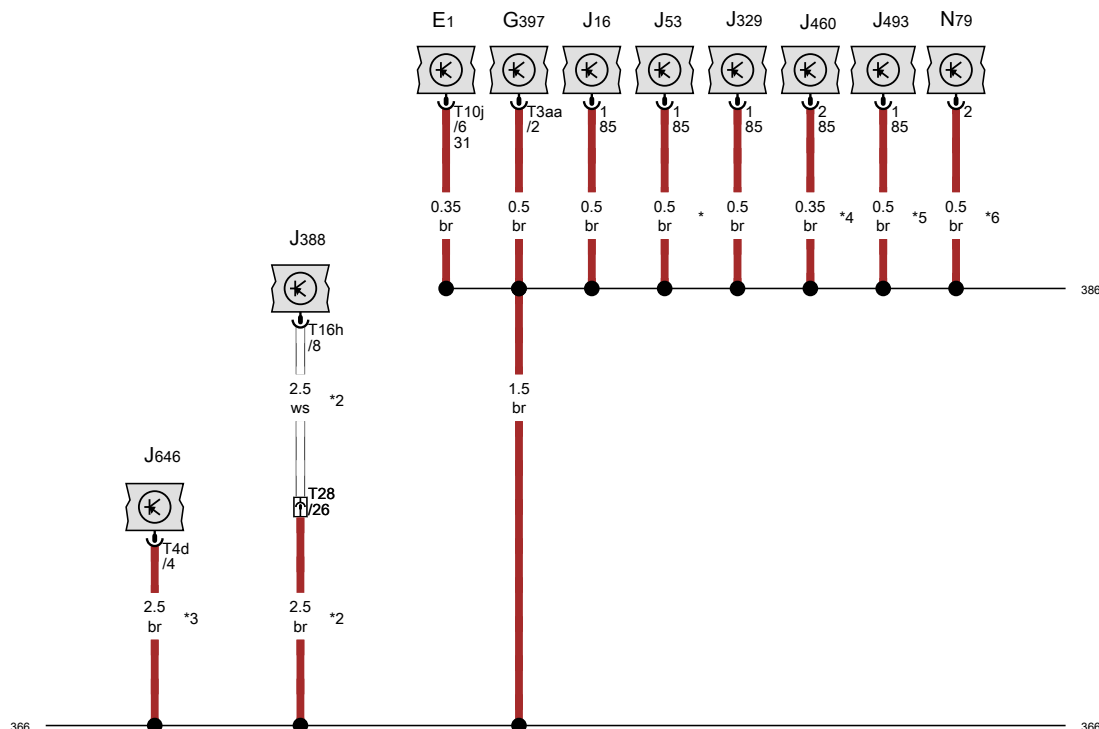 E1 G397 J16 J53 J329 J460 J493 N79
T10j T3aa 1 1 1 2 1 2
/6 /2 85 85 85 85 85
31
0.35 0.5 0.5 0.5 * 0.5 0.35 *4 0.5 *5 0.5 *6
br br br br br br br br
J388
386
T16h
/8
2.5 *2 1.5
ws br
J646
T28
/26
T4d
/4
2.5 *3 2.5 *2
br br
366 366